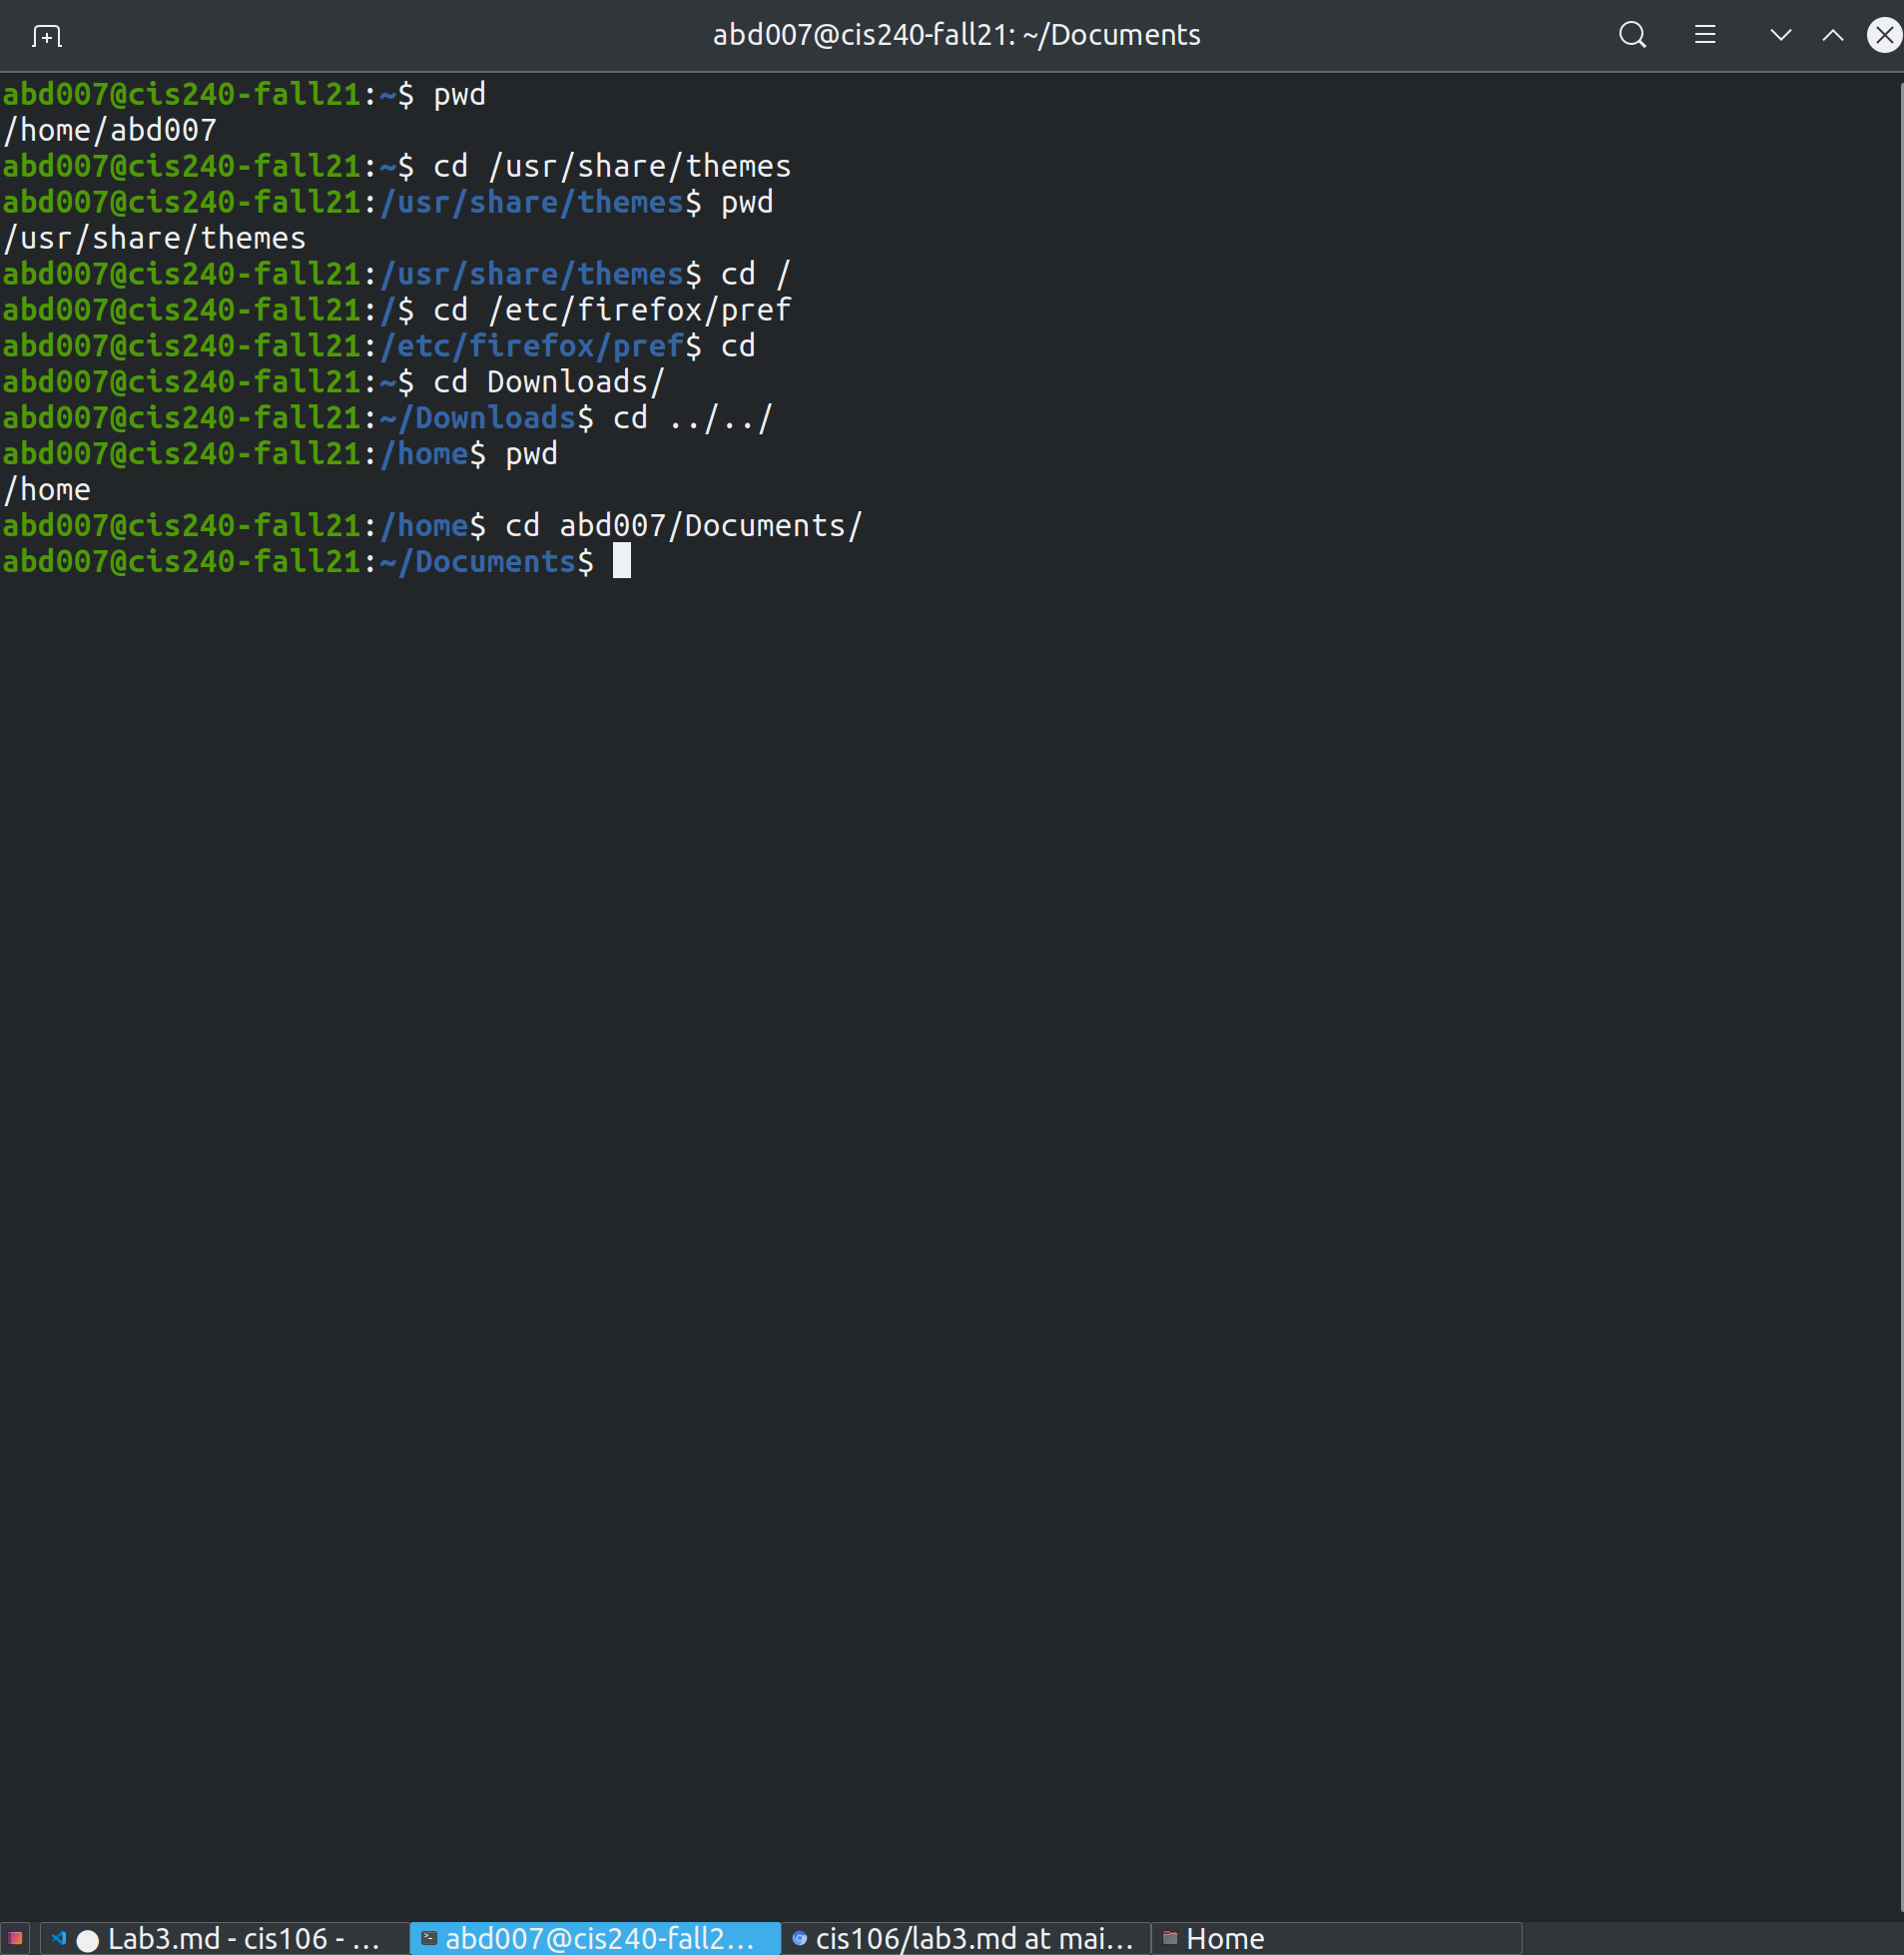 abd007@cis240-fall21: ~/Documents
abd007@cis240-fall21:~$ pwd
/home/abd007
abd007@cis240-fall21:~$ cd /usr/share/themes
abd007@cis240-fall21:/usr/share/themes$ pwd
/usr/share/themes
abd007@cis240-fall21:/usr/share/themes$ cd /
abd007@cis240-fall21:/$ cd /etc/firefox/pref
abd007@cis240-fall21:/etc/firefox/pref$ cd
abd007@cis240-fall21:~$ cd Downloads/
abd007@cis240-fall21:~/Downloads$ cd ../../
abd007@cis240-fall21:/home$ pwd
/home
abd007@cis240-fall21:/home$ cd abd007/Documents/
abd007@cis240-fall21:~/Documents$
● Lab3.md - cis106 - ... abd007@cis240-fall2... cis106/lab3.md at mai... Home